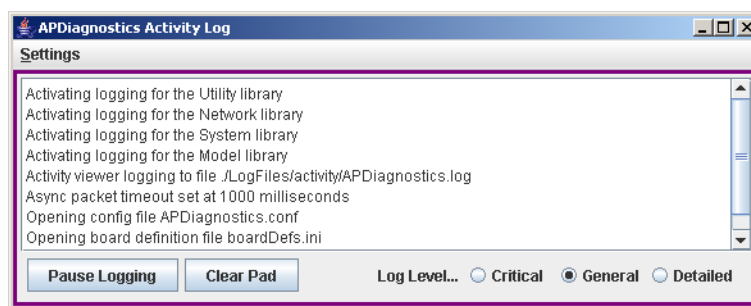 APDiagnostics Activity Log
Settings
Activating logging for the Utility library
Activating logging for the Network library
Activating logging for the System library
Activating logging for the Model library
Activity viewer logging to file ./LogFiles/activity/APDiagnostics.log
Async packet timeout set at 1000 milliseconds
Opening config file APDiagnostics.conf
Opening board definition file boardDefs.ini
Pause Logging Clear Pad Log Level... Critical General Detailed